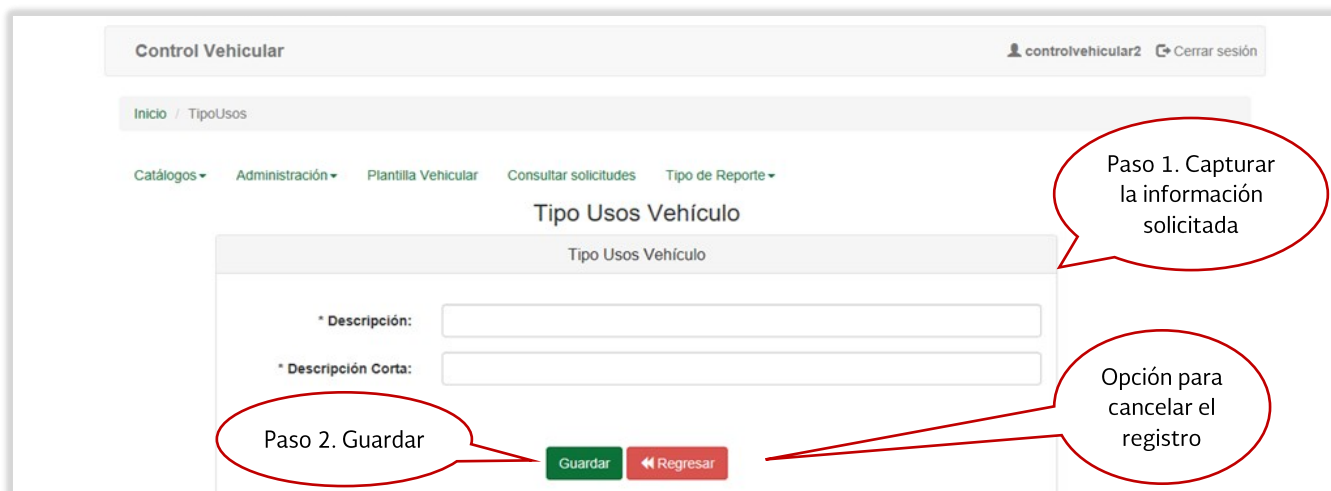 Control Vehicular
controlvehicular2 Cerrar sesión
Inicio / TipoUsos
Catálogos Administración Plantilla Vehicular Consultar solicitudes Tipo de Reporte
Paso 1. Capturar
la información
solicitada
Tipo Usos Vehículo
Tipo Usos Vehículo
* Descripción:
* Descripción Corta:
Opción para
cancelar el
registro
Paso 2. Guardar
Guardar Regresar